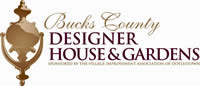 Bucks County
DESIGNER
HOUSE & GARDENS
SPONSORED BY THE VILLAGE IMPROVEMENT ASSOCIATION OF DOYLESTOWN